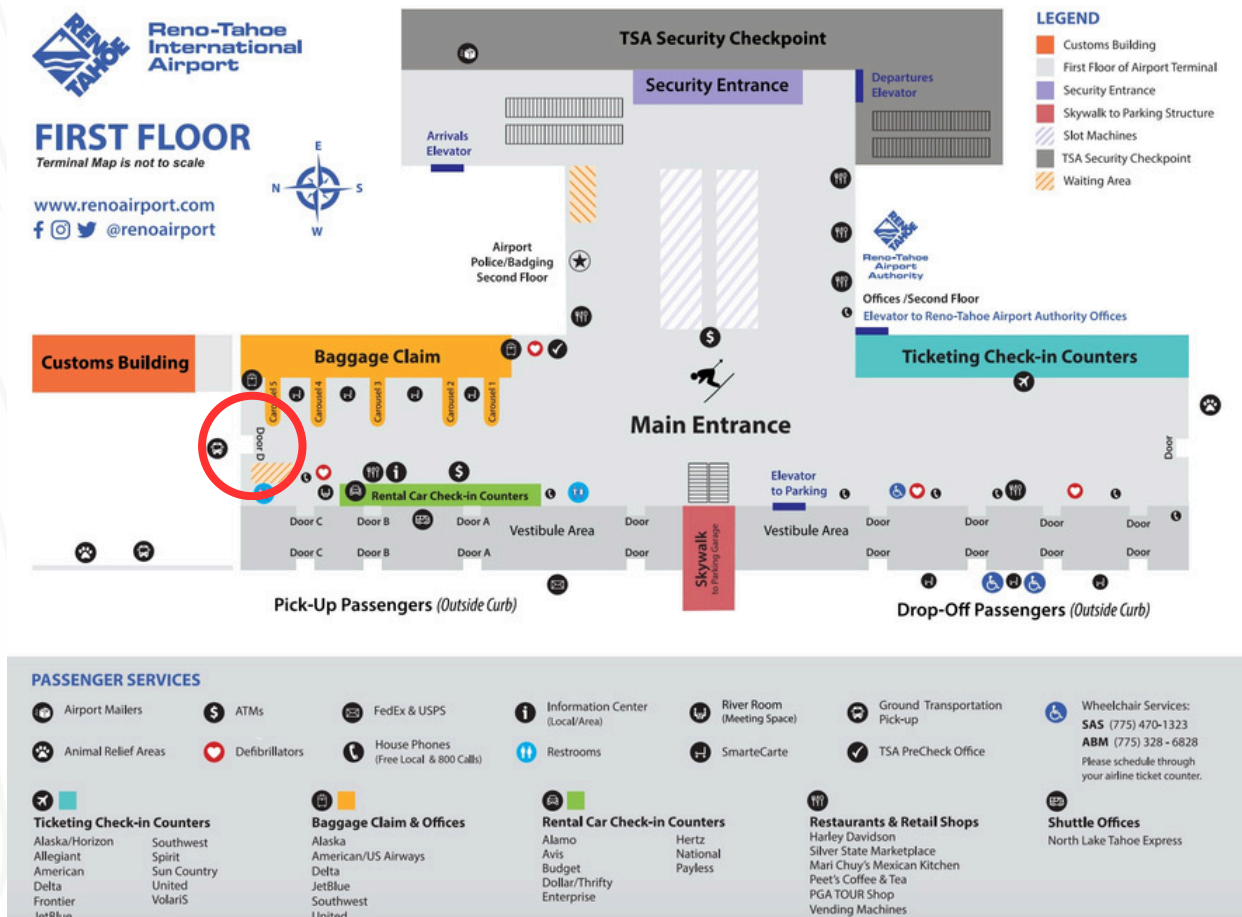 RENO
TAHOE
Reno-Tahoe
International
Airport
FIRST FLOOR
Terminal Map is not to scale
www.renoairport.com
@renoairport
E
N
S
W
TSA Security Checkpoint
Security Entrance
Departures
Elevator
Arrivals
Elevator
LEGEND
Customs Building
First Floor of Airport Terminal
Security Entrance
Skywalk to Parking Structure
Slot Machines
TSA Security Checkpoint
Waiting Area
Airport
Police/Badging
Second Floor
RENO
TAHOE
Reno-Tahoe
Airport
Authority
Offices /Second Floor
Elevator to Reno-Tahoe Airport Authority Offices
Customs Building
Baggage Claim
Ticketing Check-in Counters
Carousel 5
Carousel 4
Carousel 3
Carousel 2
Carousel 1
$
Door D
Main Entrance
Door
i
$
Rental Car Check-in Counters
Elevator
to Parking
Door C
Door B
Door A
Vestibule Area
Door
Skywalk
to Parking Garage
Vestibule Area
Door
Door
Door
Door
Door C
Door B
Door A
Door
Door
Door
Door
Door
Pick-Up Passengers (Outside Curb)
Drop-Off Passengers (Outside Curb)
PASSENGER SERVICES
Airport Mailers
$ ATMs
FedEx & USPS
i Information Center
(Local/Area)
River Room
(Meeting Space)
Ground Transportation
Pick-up
Wheelchair Services:
SAS (775) 470-1323
ABM (775) 328 - 6828
Please schedule through
your airline ticket counter.
Animal Relief Areas
Defibrillators
House Phones
(Free Local & 800 Calls)
Restrooms
SmarteCarte
TSA PreCheck Office
Ticketing Check-in Counters
Alaska/Horizon
Allegiant
American
Delta
Frontier
JetBlue
Southwest
Spirit
Sun Country
United
VolariS
Baggage Claim & Offices
Alaska
American/US Airways
Delta
JetBlue
Southwest
United
Rental Car Check-in Counters
Alamo
Avis
Budget
Dollar/Thrifty
Enterprise
Hertz
National
Payless
Restaurants & Retail Shops
Harley Davidson
Silver State Marketplace
Mari Chuy's Mexican Kitchen
Peet's Coffee & Tea
PGA TOUR Shop
Vending Machines
Shuttle Offices
North Lake Tahoe Express